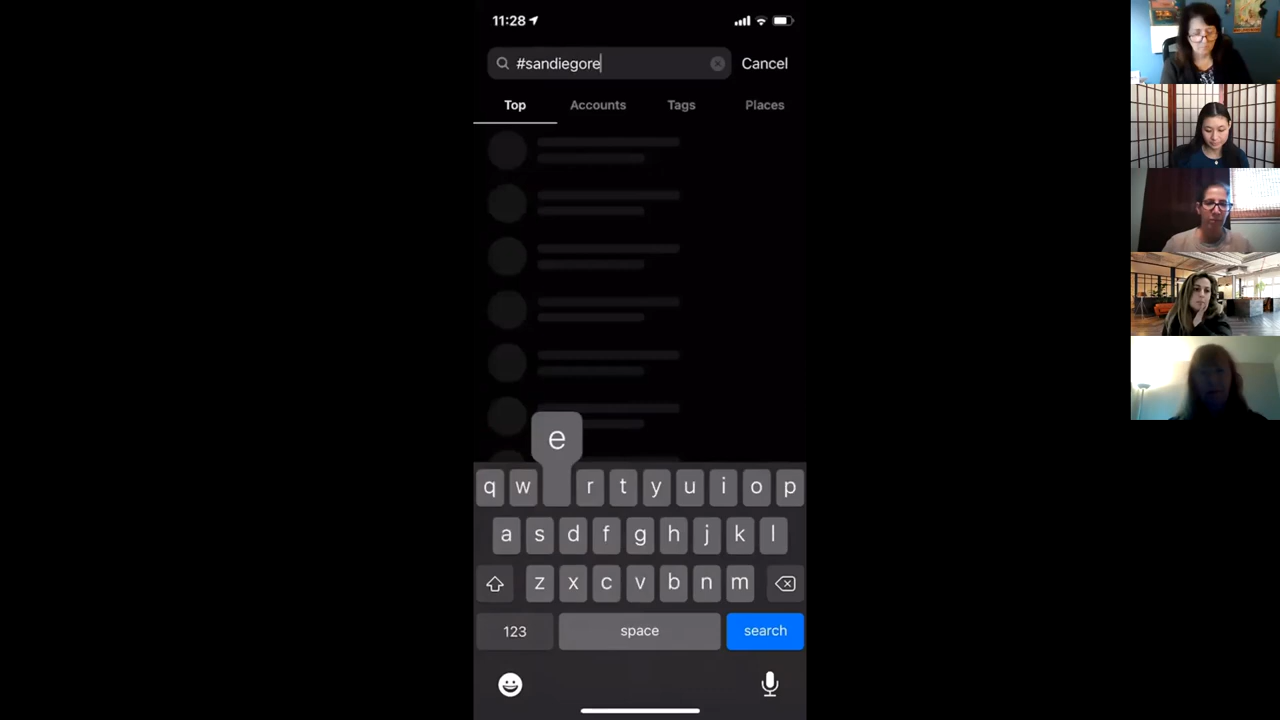 11:28
#sandiegore
Cancel
Top Accounts Tags Places
e
q w r t y u i o p
a s d f g h j k l
z x c v b n m
123 space search